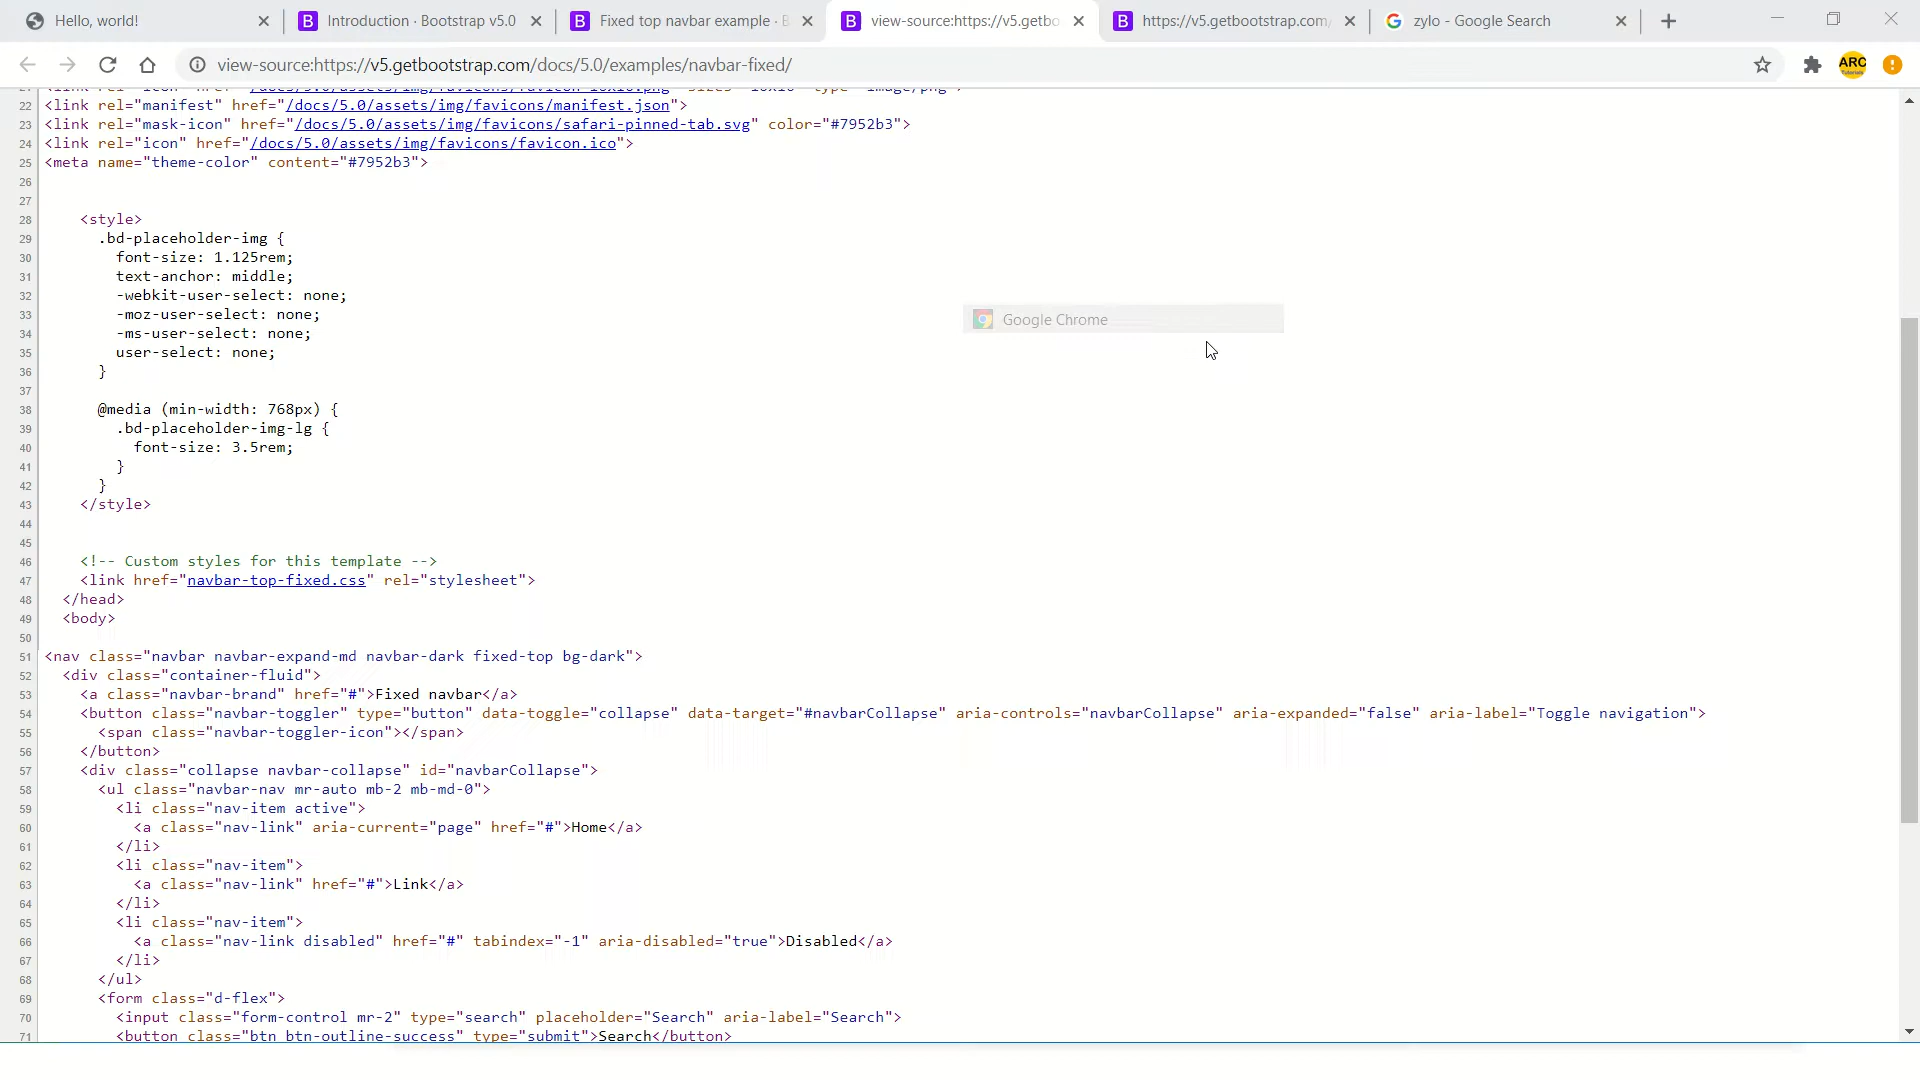 Hello, world!
Introduction · Bootstrap v5.0
Fixed top navbar example · B
view-source:https://v5.getbo
https://v5.getbootstrap.com/
zylo - Google Search
view-source:https://v5.getbootstrap.com/docs/5.0/examples/navbar-fixed/
ARC
Tutorials
22 <link rel="manifest" href="/docs/5.0/assets/img/favicons/manifest.json">
23 <link rel="mask-icon" href="/docs/5.0/assets/img/favicons/safari-pinned-tab.svg" color="#7952b3">
24 <link rel="icon" href="/docs/5.0/assets/img/favicons/favicon.ico">
25 <meta name="theme-color" content="#7952b3">
26
27
28 <style>
29 .bd-placeholder-img {
30 font-size: 1.125rem;
31 text-anchor: middle;
32 -webkit-user-select: none;
33 -moz-user-select: none;
34 -ms-user-select: none;
35 user-select: none;
36 }
37
38 @media (min-width: 768px) {
39 .bd-placeholder-img-lg {
40 font-size: 3.5rem;
41 }
42 }
43 </style>
44
45
46 <!-- Custom styles for this template -->
47 <link href="navbar-top-fixed.css" rel="stylesheet">
48 </head>
49 <body>
50
51 <nav class="navbar navbar-expand-md navbar-dark fixed-top bg-dark">
52 <div class="container-fluid">
53 <a class="navbar-brand" href="#">Fixed navbar</a>
54 <button class="navbar-toggler" type="button" data-toggle="collapse" data-target="#navbarCollapse" aria-controls="navbarCollapse" aria-expanded="false" aria-label="Toggle navigation">
55 <span class="navbar-toggler-icon"></span>
56 </button>
57 <div class="collapse navbar-collapse" id="navbarCollapse">
58 <ul class="navbar-nav mr-auto mb-2 mb-md-0">
59 <li class="nav-item active">
60 <a class="nav-link" aria-current="page" href="#">Home</a>
61 </li>
62 <li class="nav-item">
63 <a class="nav-link" href="#">Link</a>
64 </li>
65 <li class="nav-item">
66 <a class="nav-link disabled" href="#" tabindex="-1" aria-disabled="true">Disabled</a>
67 </li>
68 </ul>
69 <form class="d-flex">
70 <input class="form-control mr-2" type="search" placeholder="Search" aria-label="Search">
71 <button class="btn btn-outline-success" type="submit">Search</button>
Google Chrome